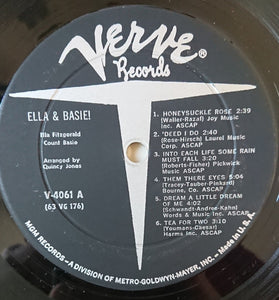 Verve®
Records
ELLA & BASIE!
Ella Fitzgerald
Count Basie
Arranged by
Quincy Jones
V-4061 A
(63 VG 176)
1. HONEYSUCKLE ROSE 2:39
(Waller-Razaf) Joy Music
Inc. ASCAP
2. 'DEED I DO 2:40
(Rose-Hirsch) Laurel Music
Corp. ASCAP
3. INTO EACH LIFE SOME RAIN
MUST FALL 3:20
(Roberts-Fisher) Pickwick
Music ASCAP
4. THEM THERE EYES 5:04
(Tracey-Tauber-Pinkard)
Bourne, Co. ASCAP
5. DREAM A LITTLE DREAM
OF ME 4:02
(Schwandt-Andree-Kahn)
Words & Music Inc. ASCAP
6. TEA FOR TWO 3:10
(Youmans-Caesar)
Harms Inc. ASCAP
MGM RECORDS - A DIVISION OF METRO-GOLDWYN-MAYER, INC. - Made in U.S.A.